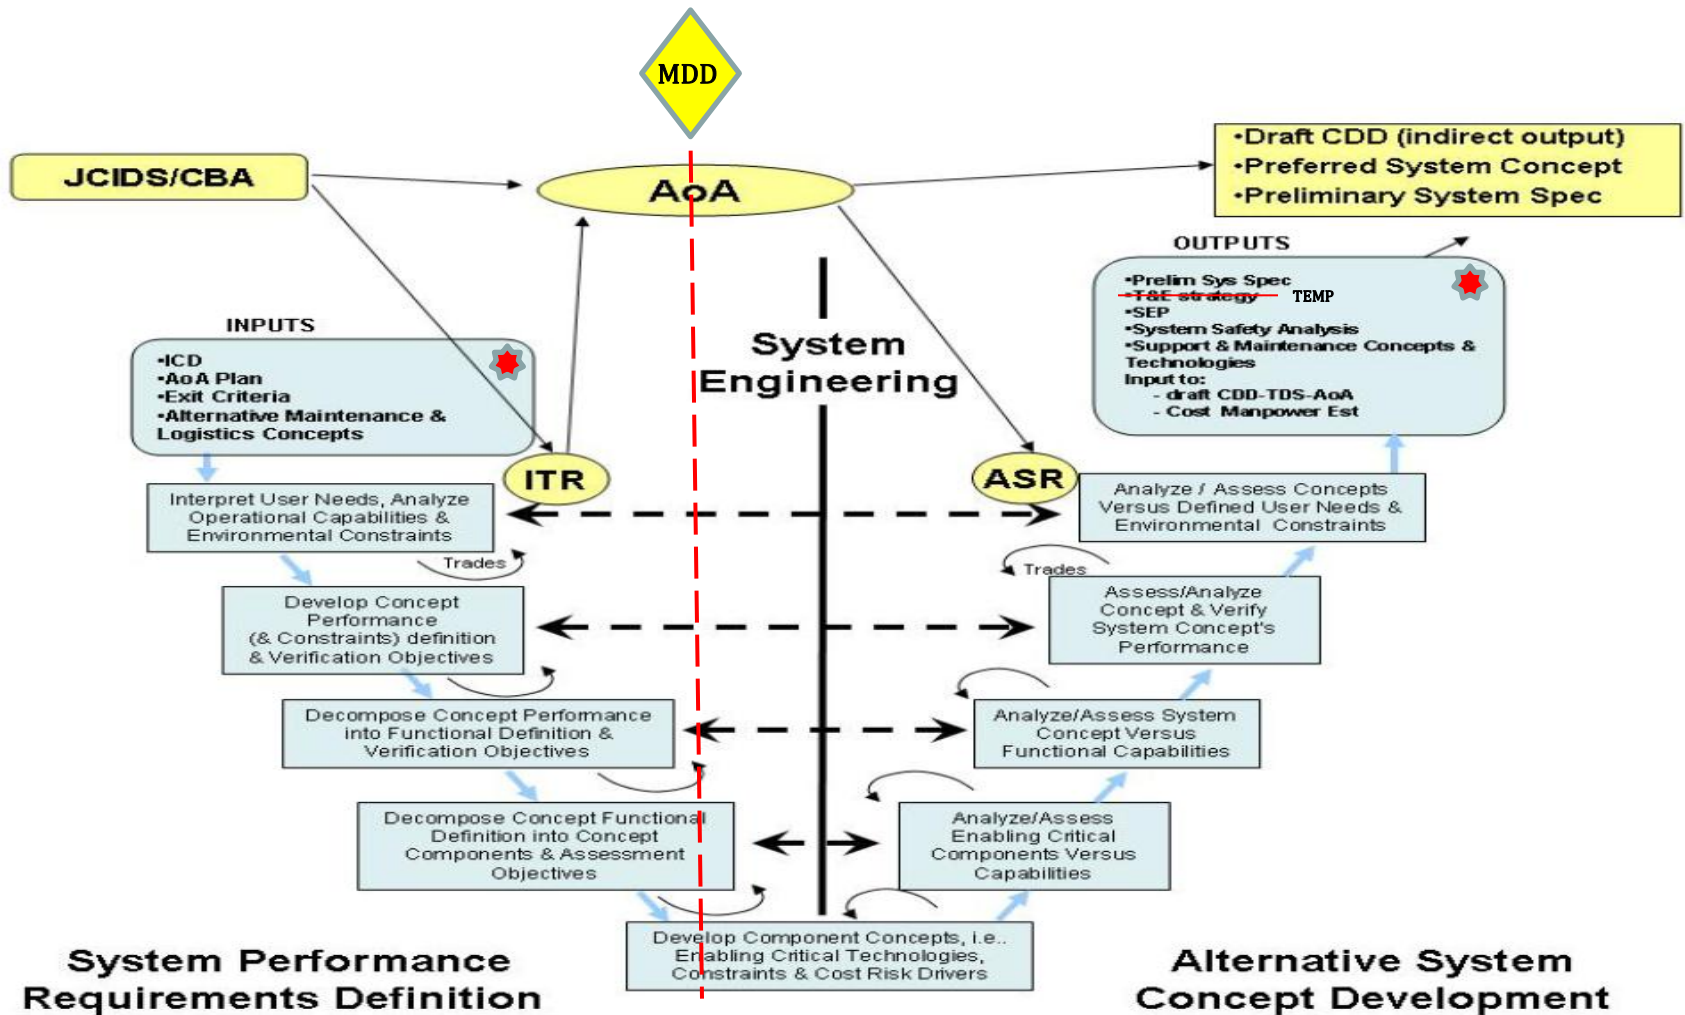 MDD
JCIDS/CBA
AoA
•Draft CDD (indirect output)
•Preferred System Concept
•Preliminary System Spec
OUTPUTS
•Prelim Sys Spec
•T&E strategy TEMP
•SEP
•System Safety Analysis
•Support & Maintenance Concepts &
Technologies
Input to:
- draft CDD-TDS-AoA
- Cost Manpower Est
INPUTS
•ICD
•AoA Plan
•Exit Criteria
•Alternative Maintenance &
Logistics Concepts
System
Engineering
ITR
ASR
Interpret User Needs, Analyze
Operational Capabilities &
Environmental Constraints
Trades
Analyze / Assess Concepts
Versus Defined User Needs &
Environmental Constraints
Trades
Develop Concept
Performance
(& Constraints) definition
& Verification Objectives
Assess/Analyze
Concept & Verify
System Concept's
Performance
Decompose Concept Performance
into Functional Definition &
Verification Objectives
Analyze/Assess System
Concept Versus
Functional Capabilities
Decompose Concept Functional
Definition into Concept
Components & Assessment
Objectives
Analyze/Assess
Enabling Critical
Components Versus
Capabilities
Develop Component Concepts, i.e..
Enabling Critical Technologies,
Constraints & Cost Risk Drivers
System Performance
Requirements Definition
Alternative System
Concept Development